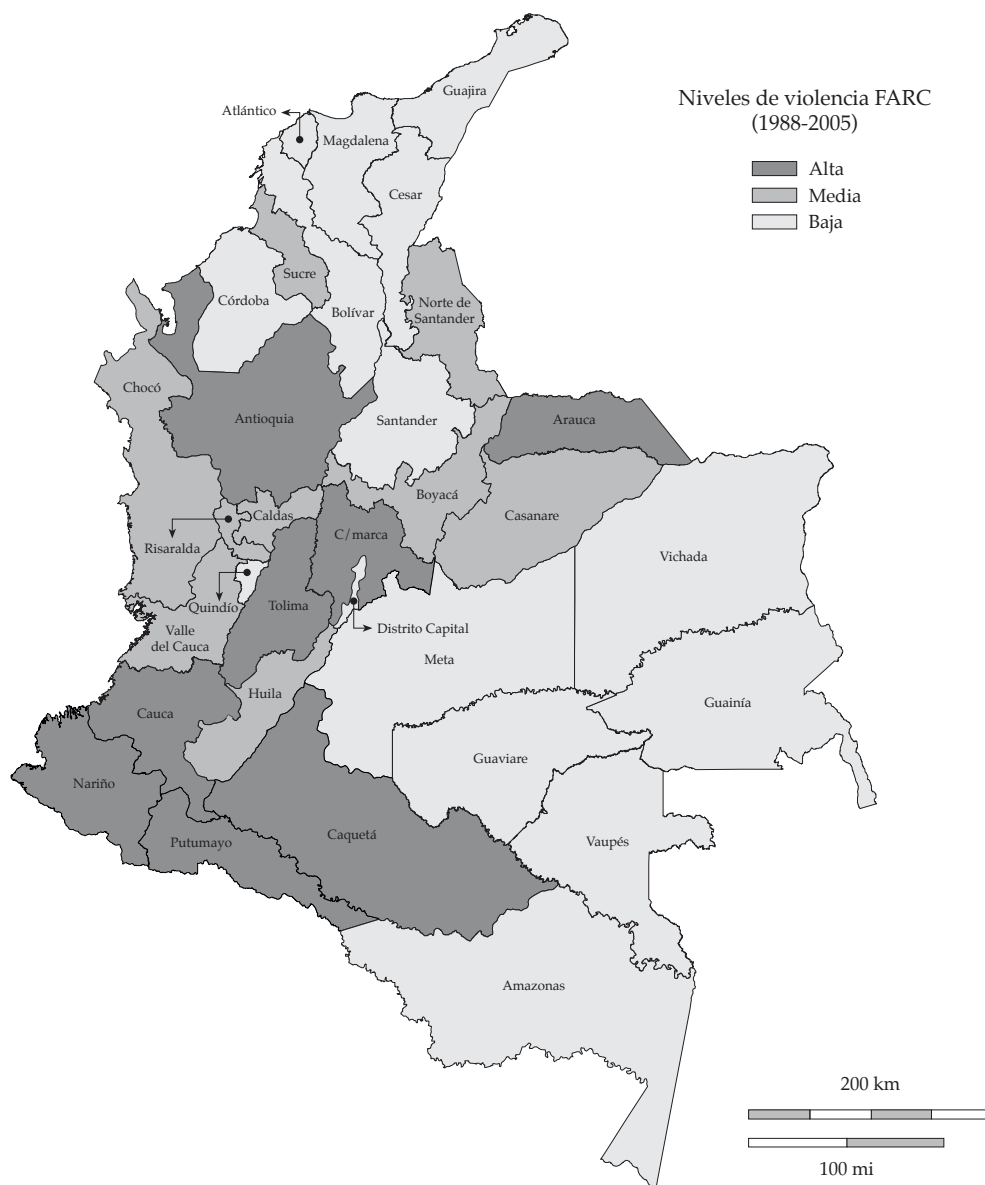 Niveles de violencia FARC
(1988-2005)
Alta
Media
Baja
Guajira
Atlántico
Magdalena
Cesar
Sucre
Córdoba
Bolívar
Norte de
Santander
Chocó
Antioquia
Santander
Arauca
Boyacá
Caldas
Casanare
C/marca
Risaralda
Vichada
Quindío
Tolima
Distrito Capital
Valle
del Cauca
Meta
Huila
Guainía
Cauca
Guaviare
Nariño
Caquetá
Putumayo
Vaupés
Amazonas
200 km
100 mi